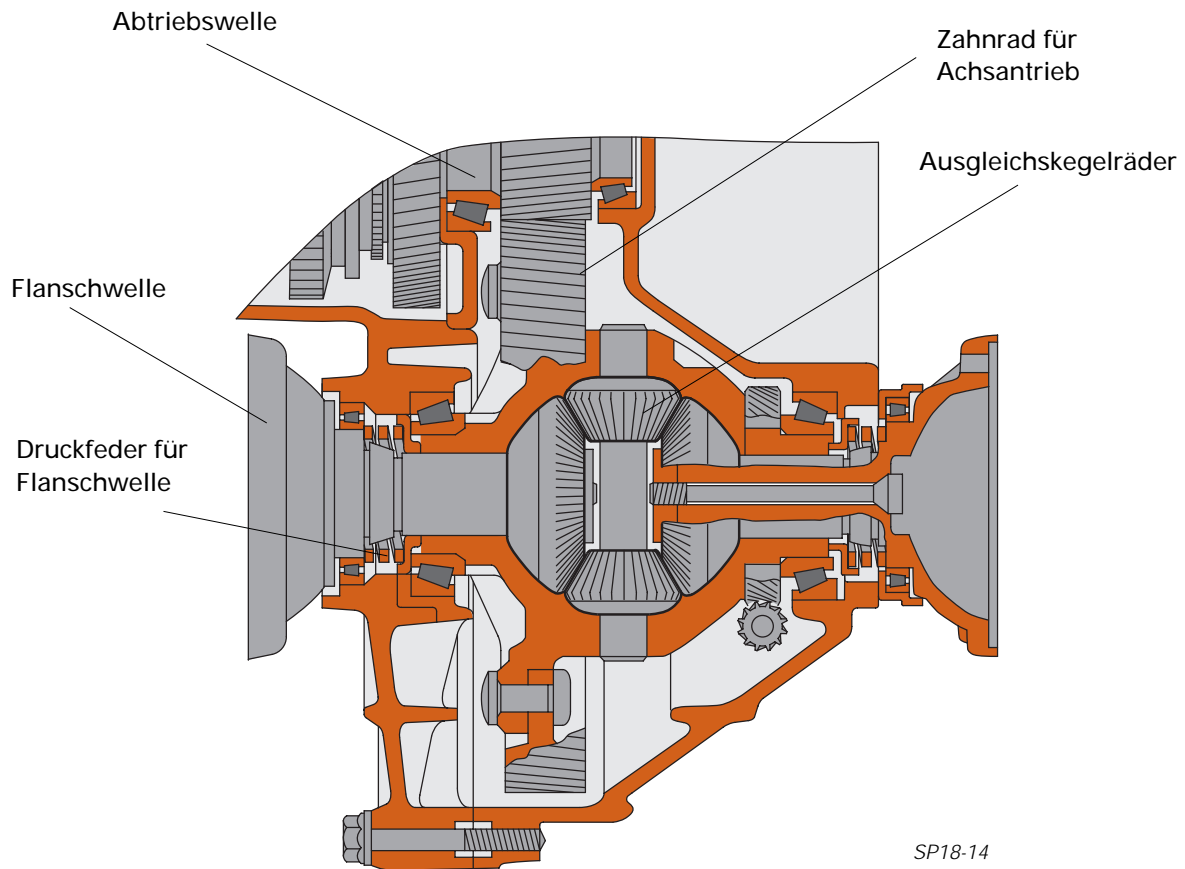 Abtriebswelle
Zahnrad für
Achsantrieb
Ausgleichskegelräder
Flanschwelle
Druckfeder für
Flanschwelle
SP18-14